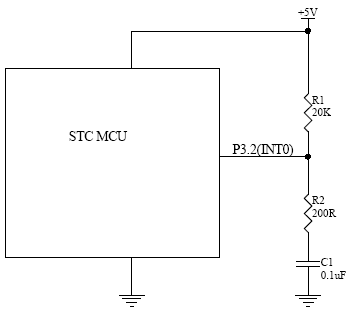 +5V
R1
20K
STC MCU
P3.2(INT0)
R2
200R
C1
0.1uF